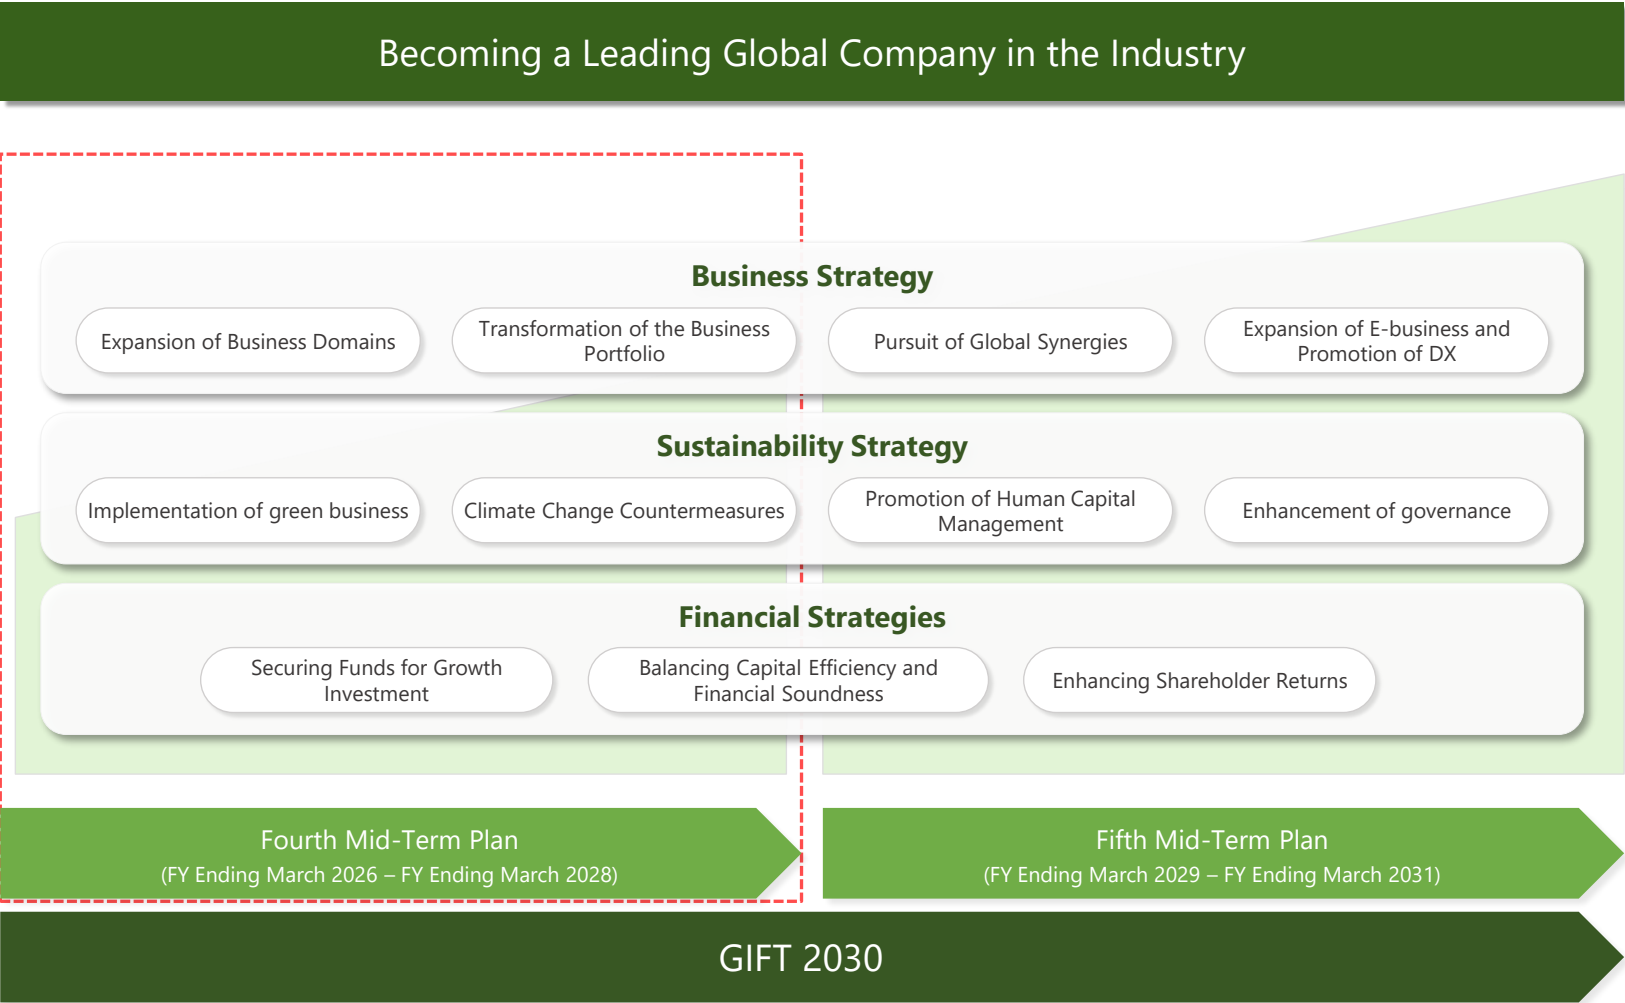 Becoming a Leading Global Company in the Industry
Business Strategy
Expansion of Business Domains
Transformation of the Business
Portfolio
Pursuit of Global Synergies
Expansion of E-business and
Promotion of DX
Sustainability Strategy
Implementation of green business
Climate Change Countermeasures
Promotion of Human Capital
Management
Enhancement of governance
Financial Strategies
Securing Funds for Growth
Investment
Balancing Capital Efficiency and
Financial Soundness
Enhancing Shareholder Returns
Fourth Mid-Term Plan
(FY Ending March 2026 – FY Ending March 2028)
Fifth Mid-Term Plan
(FY Ending March 2029 – FY Ending March 2031)
GIFT 2030